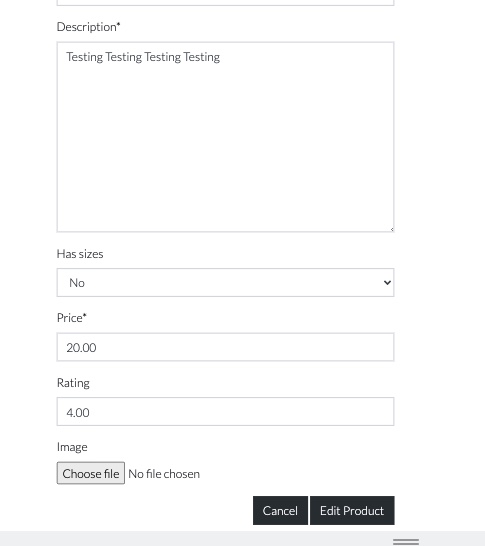 Description*
Testing Testing Testing Testing
Has sizes
No
Price*
20.00
Rating
4.00
Image
Choose file No file chosen
Cancel Edit Product